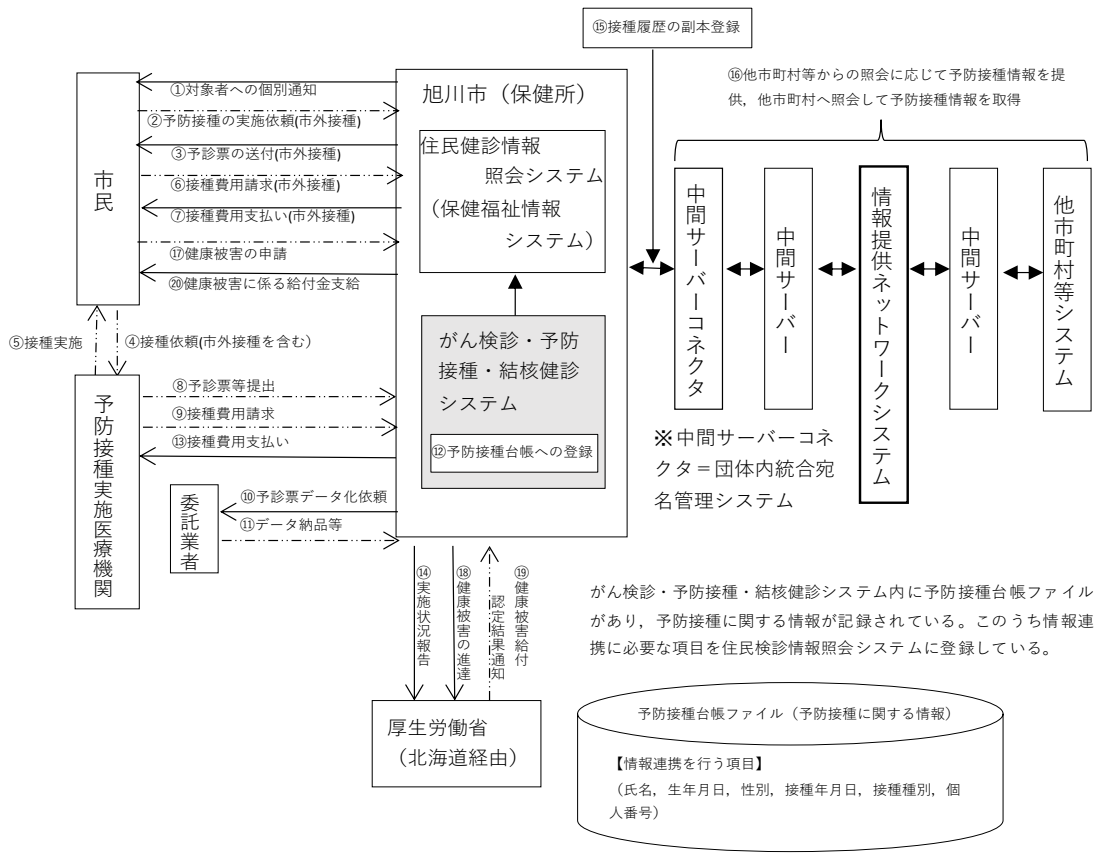 ⑮接種履歴の副本登録
⑯他市町村等からの照会に応じて予防接種情報を提
供，他市町村へ照会して予防接種情報を取得
市民
①対象者への個別通知
②予防接種の実施依頼(市外接種)
③予診票の送付(市外接種)
⑥接種費用請求(市外接種)
⑦接種費用支払い(市外接種)
⑰健康被害の申請
⑳健康被害に係る給付金支給
旭川市（保健所）
住民健診情報
照会システム
（保健福祉情報
システム）
がん検診・予防
接種・結核健診
システム
⑫予防接種台帳への登録
中間サーバーコネクタ
中間サーバー
情報提供ネットワークシステム
中間サーバー
他市町村等システム
※中間サーバーコネ
クタ＝団体内統合宛
名管理システム
⑤接種実施
④接種依頼(市外接種を含む）
予防接種実施医療機関
⑧予診票等提出
⑨接種費用請求
⑬接種費用支払い
委託業者
⑩予診票データ化依頼
⑪データ納品等
⑭実施状況報告
⑱健康被害の進達
⑲健康被害給付
認定結果通知
厚生労働省
（北海道経由）
がん検診・予防接種・結核健診システム内に予防接種台帳ファイル
があり，予防接種に関する情報が記録されている。このうち情報連
携に必要な項目を住民検診情報照会システムに登録している。
予防接種台帳ファイル（予防接種に関する情報）
【情報連携を行う項目】
（氏名，生年月日，性別，接種年月日，接種種別，個
人番号）